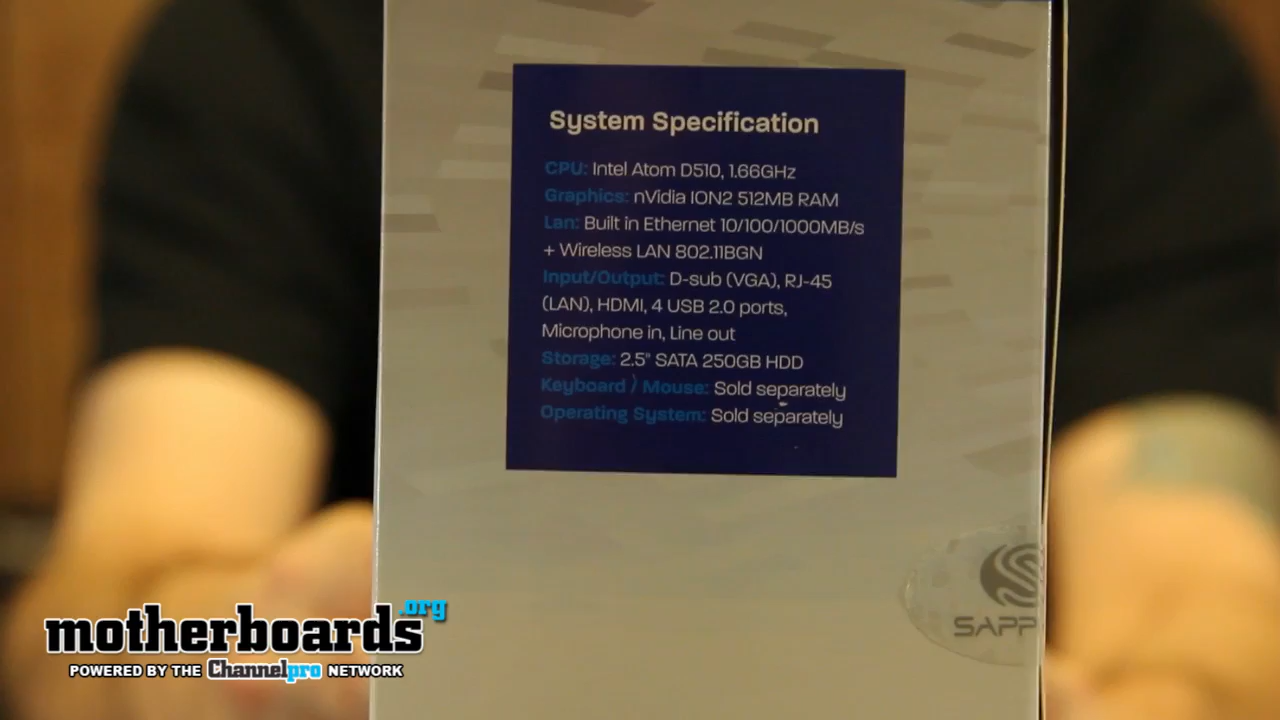 System Specification
CPU: Intel Atom D510, 1.66GHz
Graphics: nVidia ION2 512MB RAM
Lan: Built in Ethernet 10/100/1000MB/s
+ Wireless LAN 802.11BGN
Input/Output: D-sub (VGA), RJ-45
(LAN), HDMI, 4 USB 2.0 ports,
Microphone in, Line out
Storage: 2.5" SATA 250GB HDD
Keyboard / Mouse: Sold separately
Operating System: Sold separately
SAPP
motherboards.org
POWERED BY THE Channelpro NETWORK